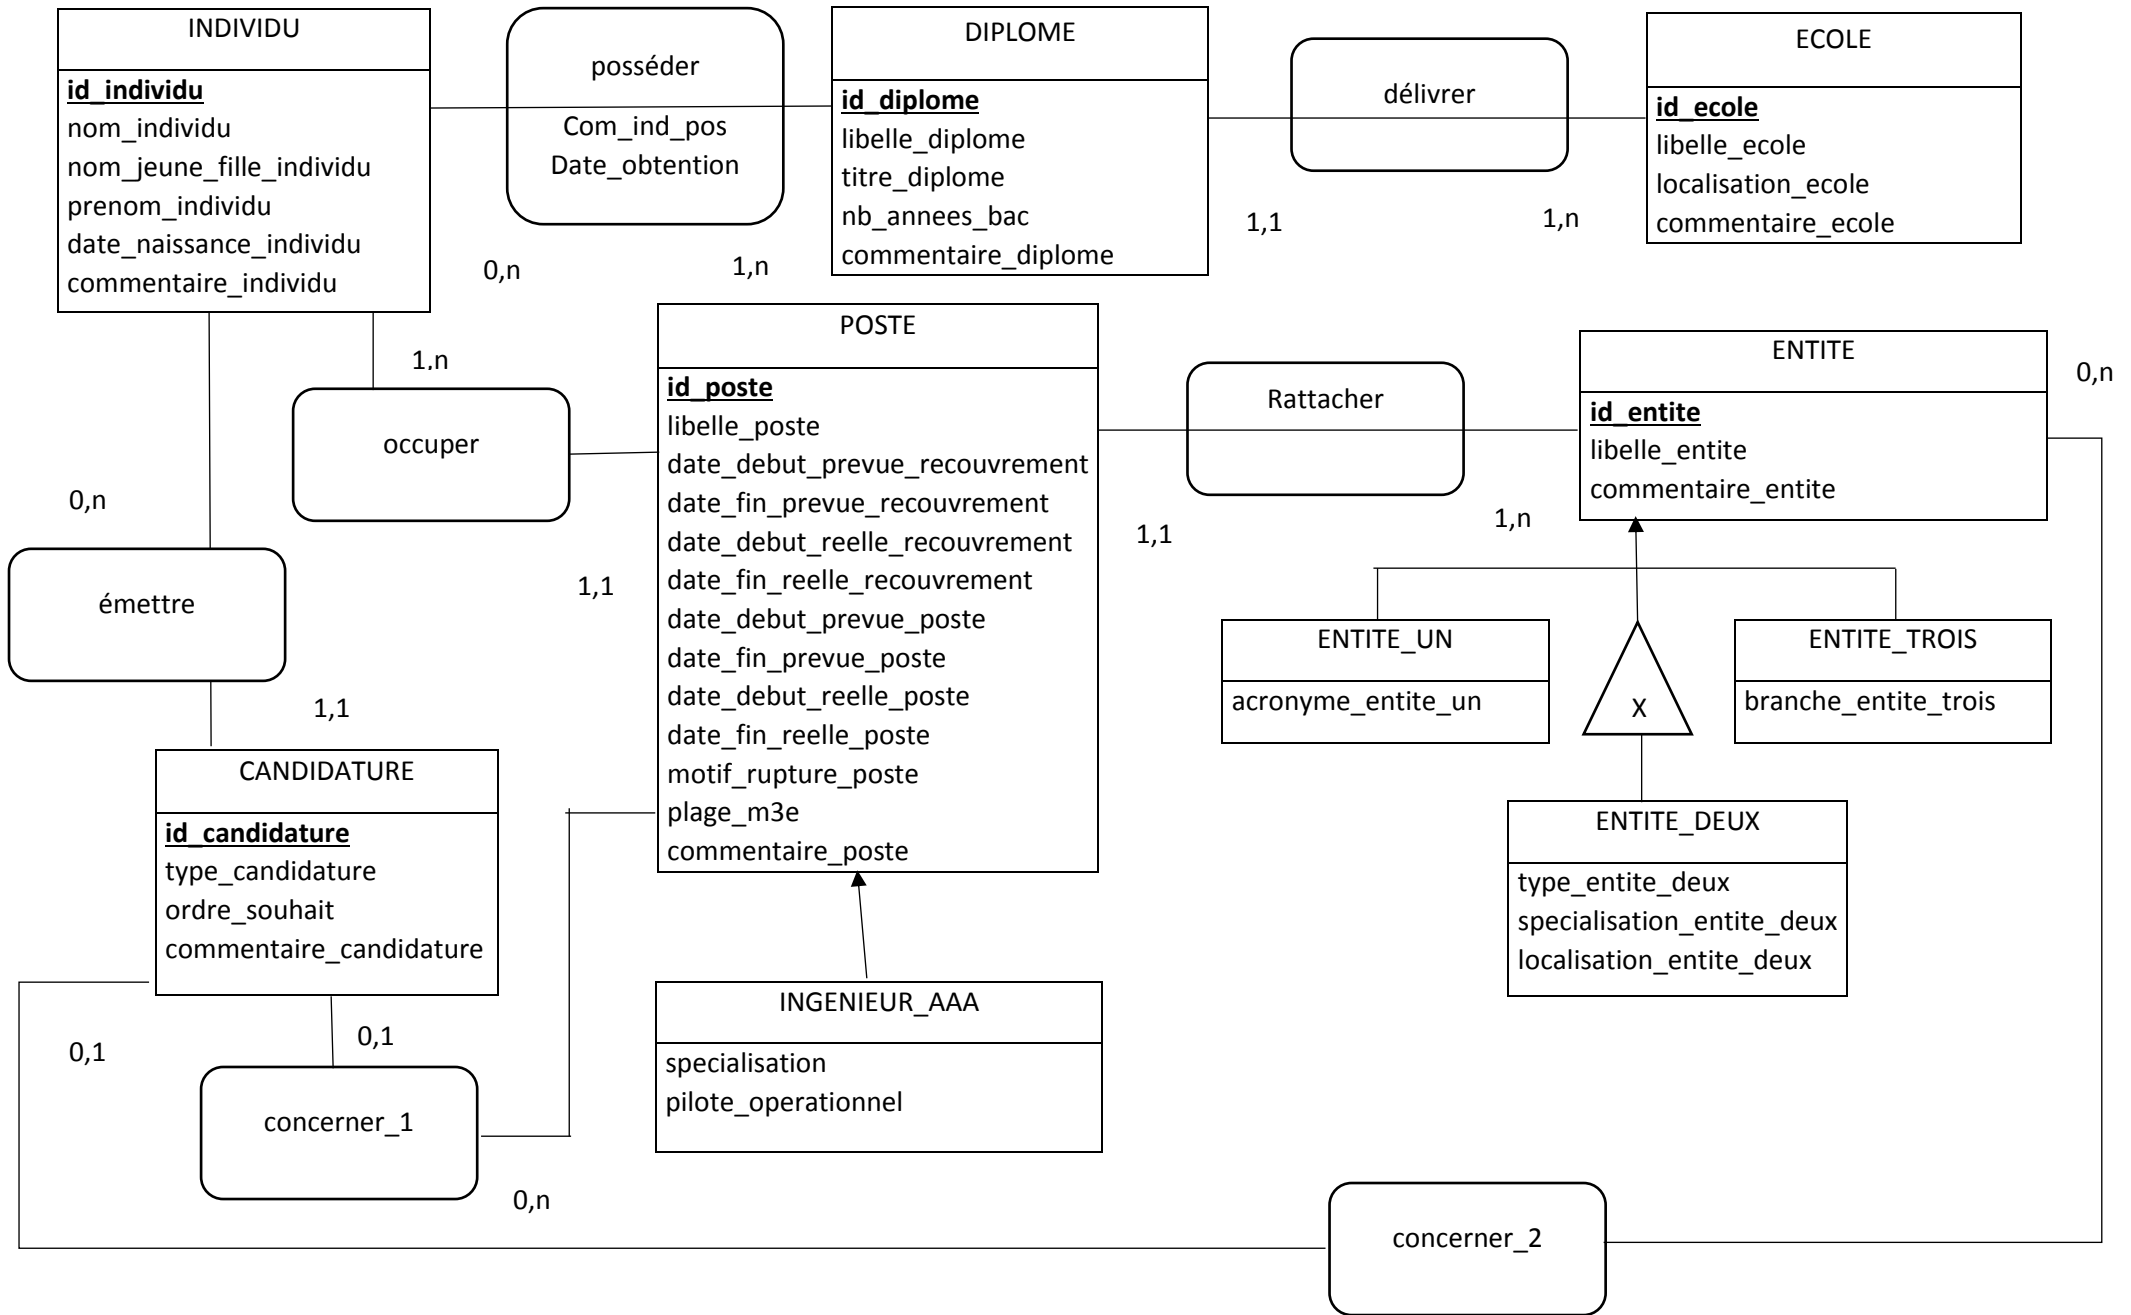 INDIVIDU
id_individu
nom_individu
nom_jeune_fille_individu
prenom_individu
date_naissance_individu
commentaire_individu
posséder
Com_ind_pos
Date_obtention
0,n
1,n
DIPLOME
id_diplome
libelle_diplome
titre_diplome
nb_annees_bac
commentaire_diplome
délivrer
1,1
1,n
ECOLE
id_ecole
libelle_ecole
localisation_ecole
commentaire_ecole
1,n
occuper
1,1
POSTE
id_poste
libelle_poste
date_debut_prevue_recouvrement
date_fin_prevue_recouvrement
date_debut_reelle_recouvrement
date_fin_reelle_recouvrement
date_debut_prevue_poste
date_fin_prevue_poste
date_debut_reelle_poste
date_fin_reelle_poste
motif_rupture_poste
plage_m3e
commentaire_poste
Rattacher
1,1
1,n
ENTITE
id_entite
libelle_entite
commentaire_entite
0,n
0,n
émettre
1,1
ENTITE_UN
acronyme_entite_un
X
ENTITE_TROIS
branche_entite_trois
ENTITE_DEUX
type_entite_deux
specialisation_entite_deux
localisation_entite_deux
CANDIDATURE
id_candidature
type_candidature
ordre_souhait
commentaire_candidature
0,1
0,1
concerner_1
0,n
INGENIEUR_AAA
specialisation
pilote_operationnel
concerner_2